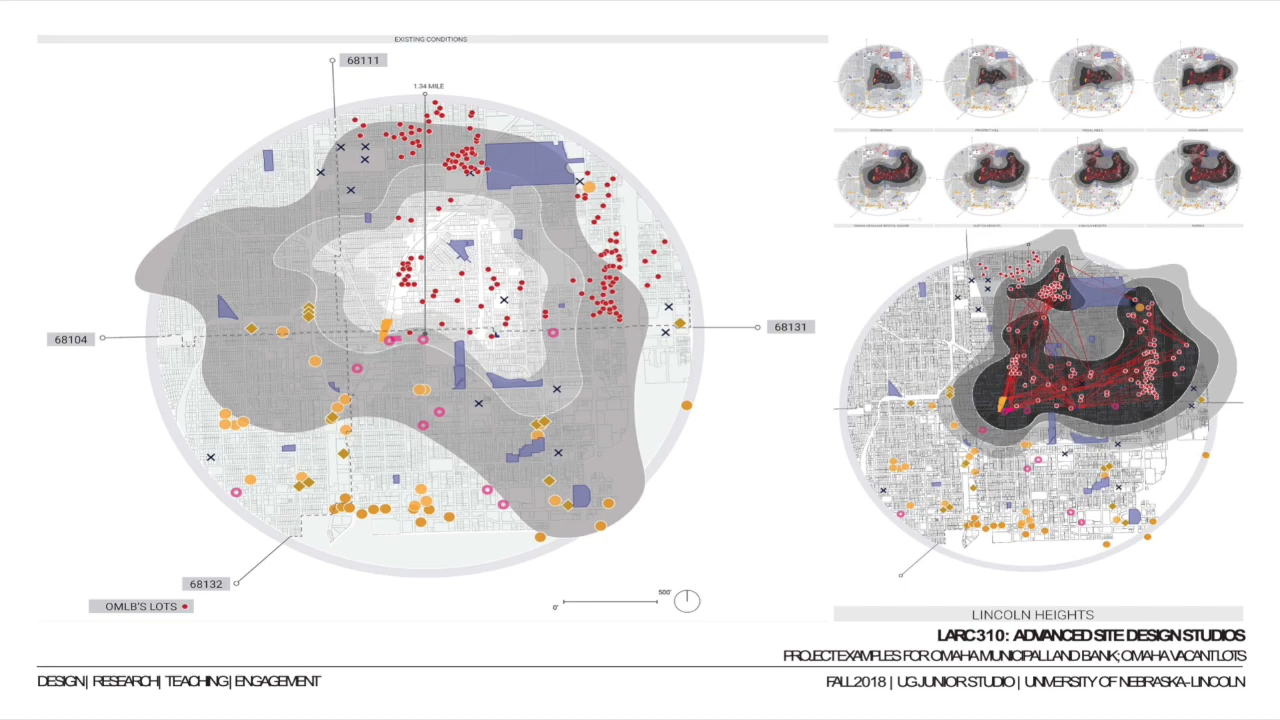 EXISTING CONDITIONS
68111
1.34 MILE
68104
68131
68132
OMLB'S LOTS
0'
500'
LINCOLN HEIGHTS
LARC 310: ADVANCED SITE DESIGN STUDIOS
PROJECT EXAMPLES FOR OMAHA MUNICIPAL LAND BANK; OMAHA VACANT LOTS
DESIGN | RESEARCH | TEACHING | ENGAGEMENT
FALL 2018 | UG JUNIOR STUDIO | UNIVERSITY OF NEBRASKA-LINCOLN